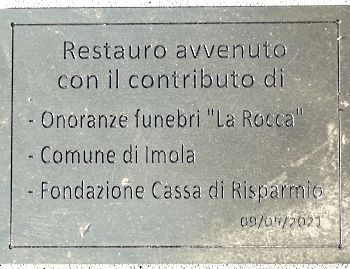 Restauro avvenuto
con il contributo di
- Onoranze funebri "La Rocca"
- Comune di Imola
- Fondazione Cassa di Risparmio
09/05/2021